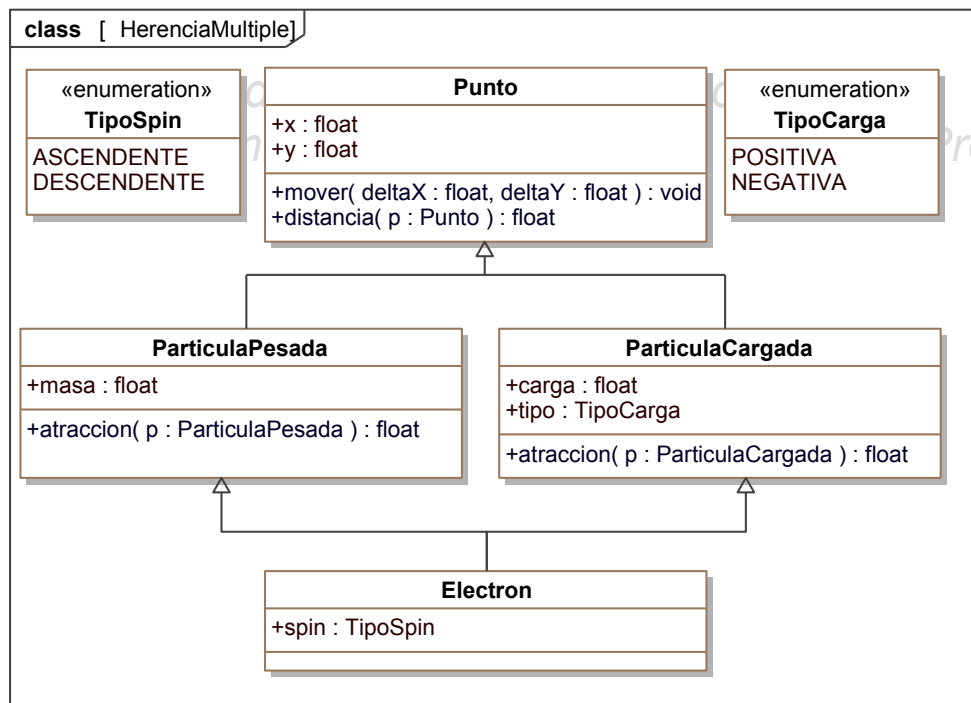 class [ HerenciaMultiple]
«enumeration»
TipoSpin
ASCENDENTE
DESCENDENTE
Punto
+x : float
+y : float
+mover( deltaX : float, deltaY : float ) : void
+distancia( p : Punto ) : float
«enumeration»
TipoCarga
POSITIVA
NEGATIVA
ParticulaPesada
+masa : float
+atraccion( p : ParticulaPesada ) : float
ParticulaCargada
+carga : float
+tipo : TipoCarga
+atraccion( p : ParticulaCargada ) : float
Electron
+spin : TipoSpin